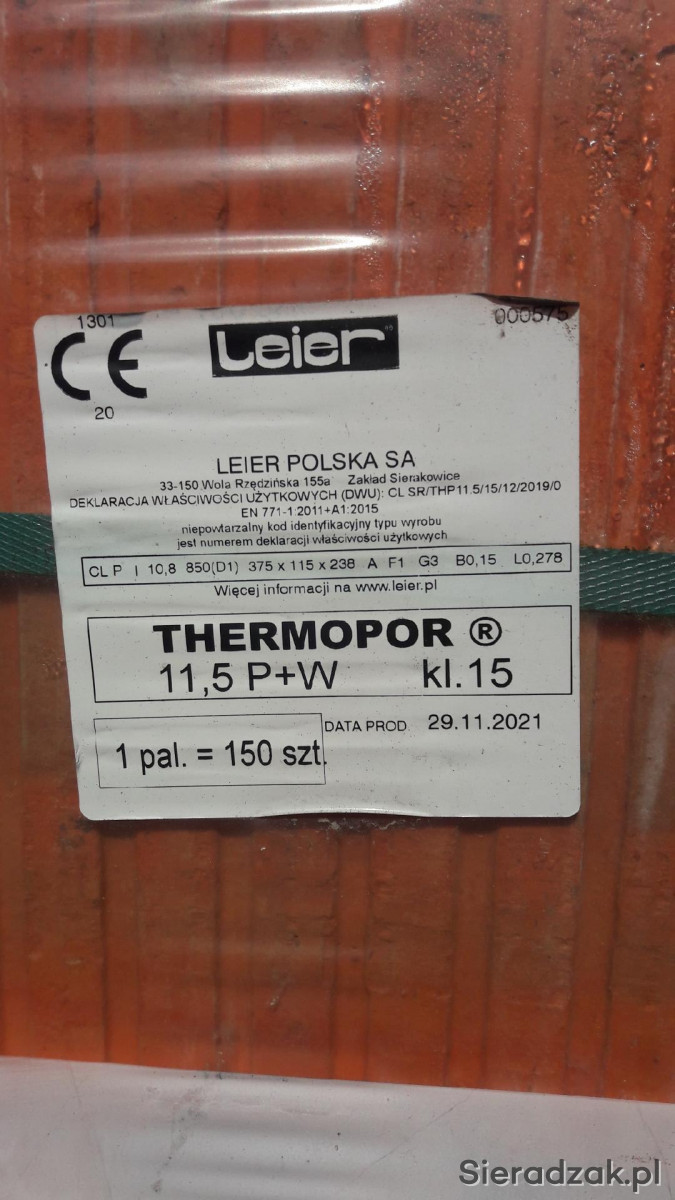 1301
CE
20
Leier®
000575
LEIER POLSKA SA
33-150 Wola Rzędzińska 155a Zakład Sierakowice
DEKLARACJA WŁAŚCIWOŚCI UŻYTKOWYCH (DWU): CL SR/THP11.5/15/12/2019/0
EN 771-1:2011+A1:2015
niepowtarzalny kod identyfikacyjny typu wyrobu
jest numerem deklaracji właściwości użytkowych
CL P I 10,8 850(D1) 375 x 115 x 238 A F1 G3 B0,15 L0,278
Więcej informacji na www.leier.pl
THERMOPOR ®
11,5 P+W kl.15
DATA PROD. 29.11.2021
1 pal. = 150 szt.
Sieradzak.pl